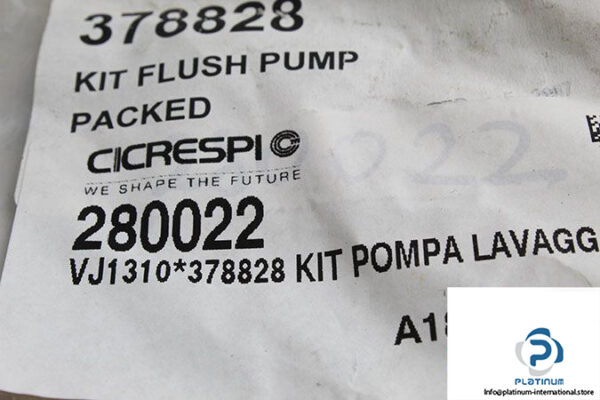 378828
KIT FLUSH PUMP
PACKED
CICRESPI
WE SHAPE THE FUTURE
280022
VJ1310*378828 KIT POMPA LAVAGG
PLATINUM
Info@platinum-international.store